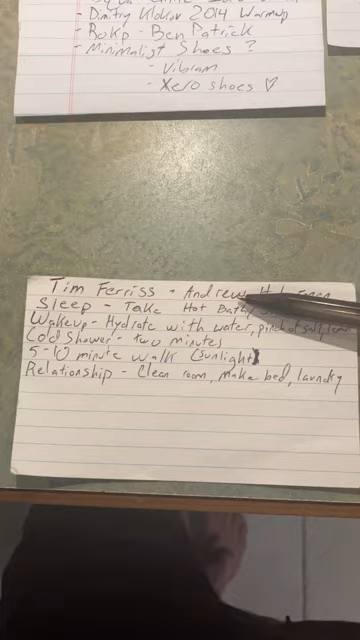 - Dimitry Klokov 2014 Warmup
- Rokp - Ben Patrick
- Minimalist Shoes ?
- Vibram
- Xero shoes ♡
Tim Ferriss - Andrew
Sleep - Take Hot Bath,
Wakeup - Hydrate with water, pinch of salt,
Cold Shower - two minutes
5-10 minute walk (sunlight)
Relationship - Clean room, make bed, laundry